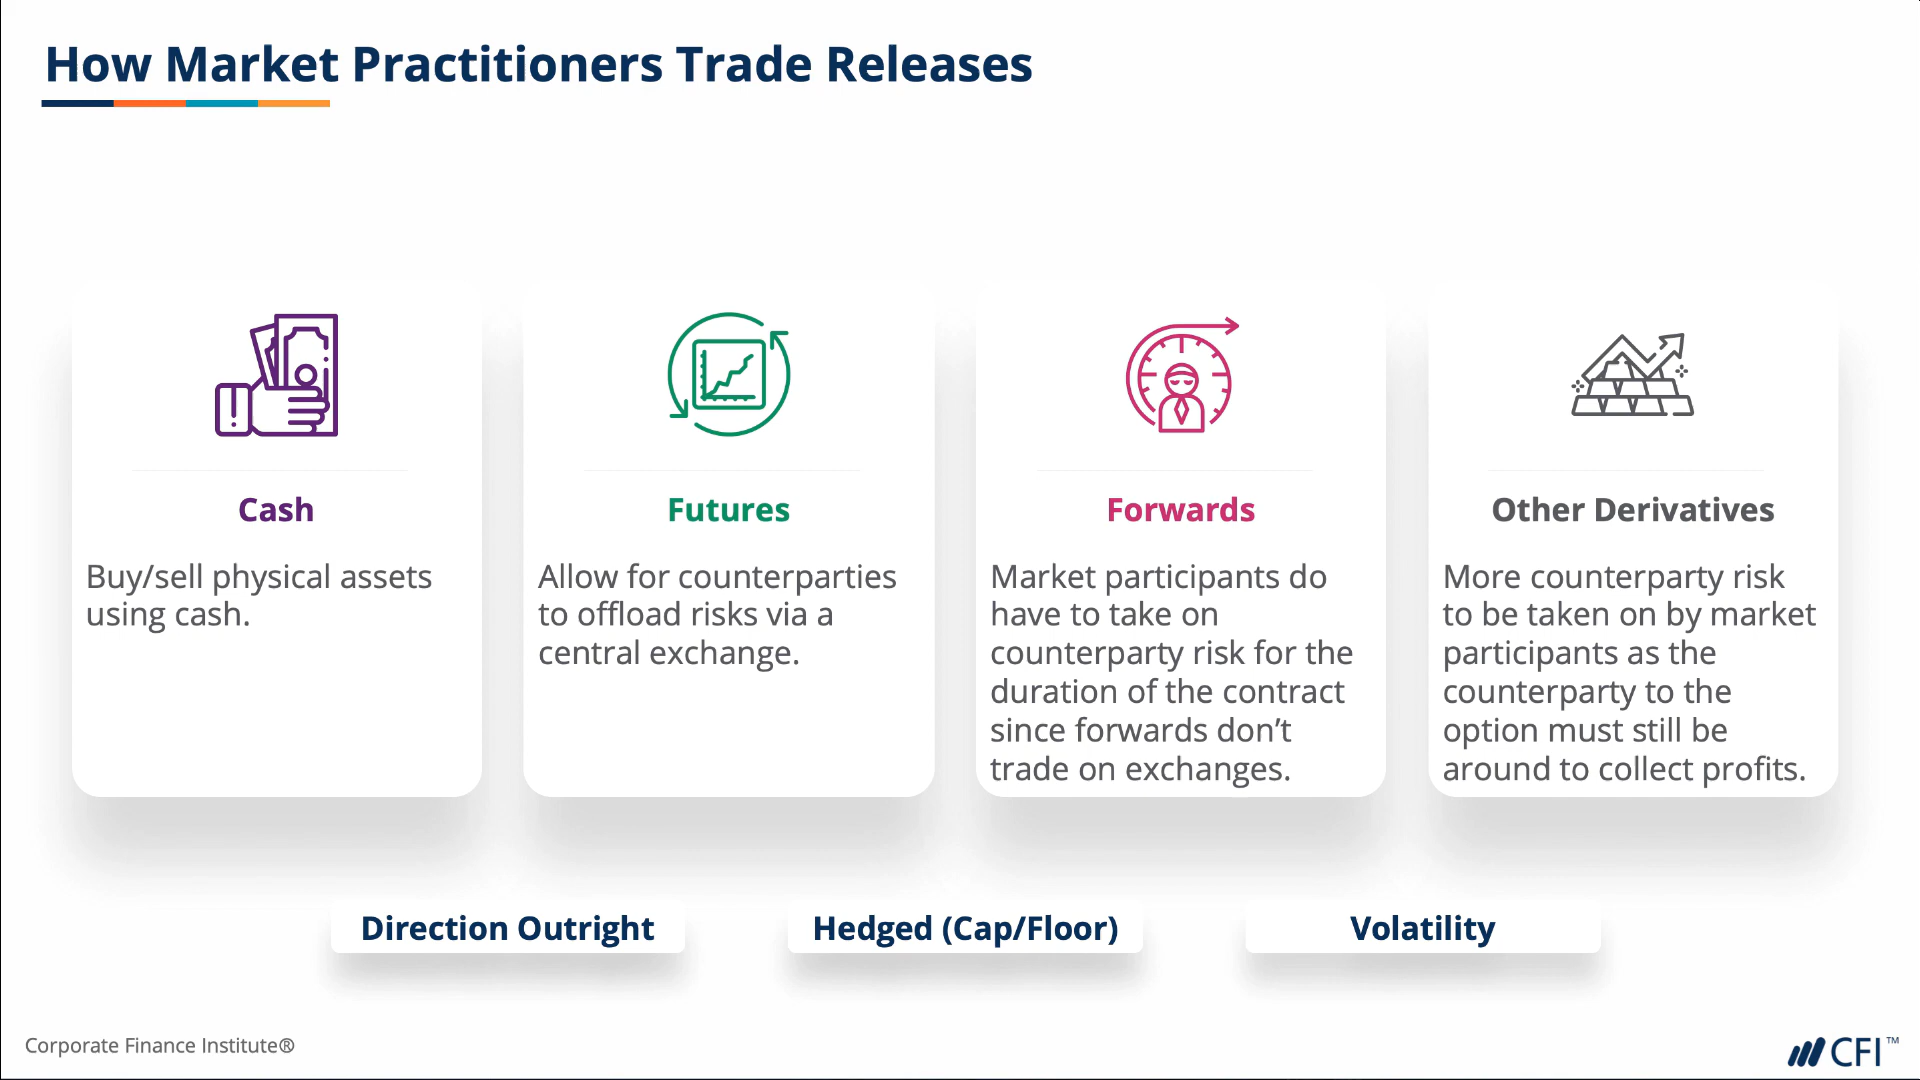 How Market Practitioners Trade Releases
Cash
Buy/sell physical assets
using cash.
Futures
Allow for counterparties
to offload risks via a
central exchange.
Forwards
Market participants do
have to take on
counterparty risk for the
duration of the contract
since forwards don’t
trade on exchanges.
Other Derivatives
More counterparty risk
to be taken on by market
participants as the
counterparty to the
option must still be
around to collect profits.
Direction Outright
Hedged (Cap/Floor)
Volatility
Corporate Finance Institute®
CFI™